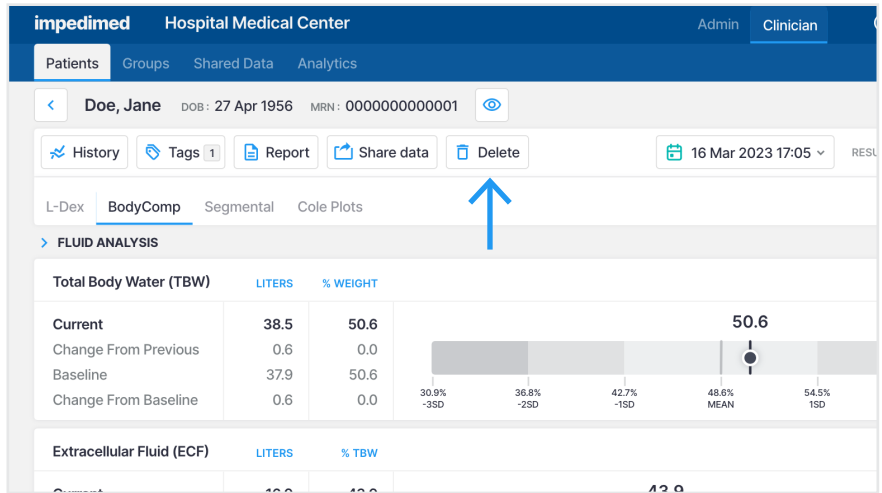 impedimed Hospital Medical Center Admin Clinician
Patients Groups Shared Data Analytics
Doe, Jane DOB: 27 Apr 1956 MRN: 0000000000001
History Tags 1 Report Share data Delete 16 Mar 2023 17:05 RESU
L-Dex BodyComp Segmental Cole Plots
FLUID ANALYSIS
Total Body Water (TBW) LITERS % WEIGHT
Current 38.5 50.6 50.6
Change From Previous 0.6 0.0
Baseline 37.9 50.6
Change From Baseline 0.6 0.0
30.9% 36.8% 42.7% 48.6% 54.5%
-3SD -2SD -1SD MEAN 1SD
Extracellular Fluid (ECF) LITERS % TBW
Current 43.9